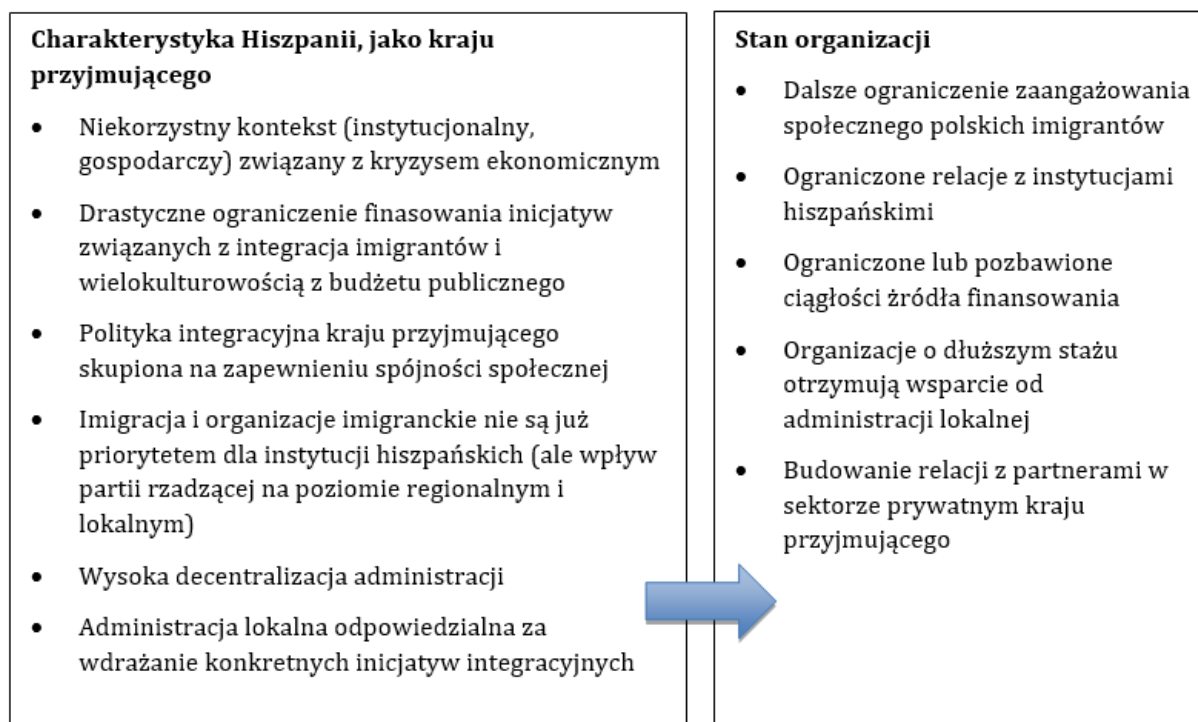 Charakterystyka Hiszpanii, jako kraju
przyjmującego
• Niekorzystny kontekst (instytucjonalny,
gospodarczy) związany z kryzysem ekonomicznym
• Drastyczne ograniczenie finasowania inicjatyw
związanych z integracja imigrantów i
wielokulturowością z budżetu publicznego
• Polityka integracyjna kraju przyjmującego
skupiona na zapewnieniu spójności społecznej
• Imigracja i organizacje imigranckie nie są już
priorytetem dla instytucji hiszpańskich (ale wpływ
partii rzadzącej na poziomie regionalnym i
lokalnym)
• Wysoka decentralizacja administracji
• Administracja lokalna odpowiedzialna za
wdrażanie konkretnych inicjatyw integracyjnych
Stan organizacji
• Dalsze ograniczenie zaangażowania
społecznego polskich imigrantów
• Ograniczone relacje z instytucjami
hiszpańskimi
• Ograniczone lub pozbawione
ciągłości żródła finansowania
• Organizacje o dłuższym stażu
otrzymują wsparcie od
administracji lokalnej
• Budowanie relacji z partnerami w
sektorze prywatnym kraju
przyjmującego